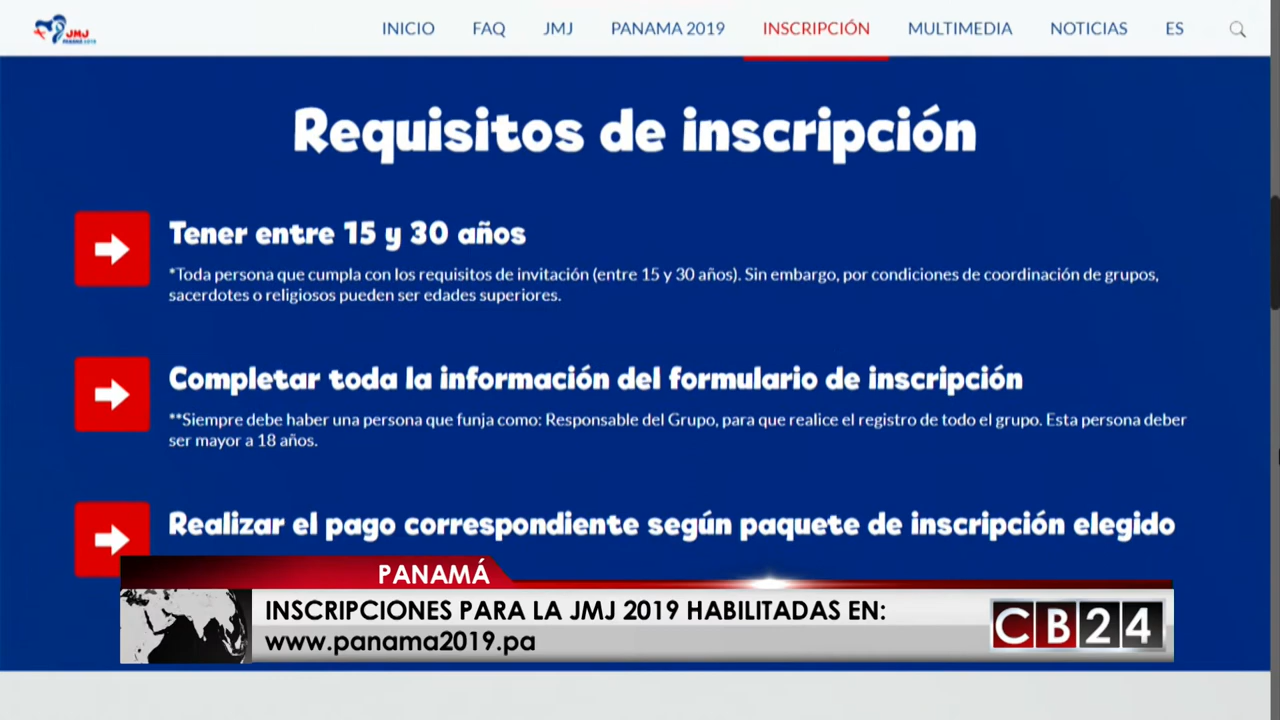 JMJ
PANAMÁ 2019
INICIO FAQ JMJ PANAMA 2019 INSCRIPCIÓN MULTIMEDIA NOTICIAS ES
Requisitos de inscripción
Tener entre 15 y 30 años
*Toda persona que cumpla con los requisitos de invitación (entre 15 y 30 años). Sin embargo, por condiciones de coordinación de grupos,
sacerdotes o religiosos pueden ser edades superiores.
Completar toda la información del formulario de inscripción
**Siempre debe haber una persona que funja como: Responsable del Grupo, para que realice el registro de todo el grupo. Esta persona deber
ser mayor a 18 años.
Realizar el pago correspondiente según paquete de inscripción elegido
PANAMÁ
INSCRIPCIONES PARA LA JMJ 2019 HABILITADAS EN:
www.panama2019.pa
CB24